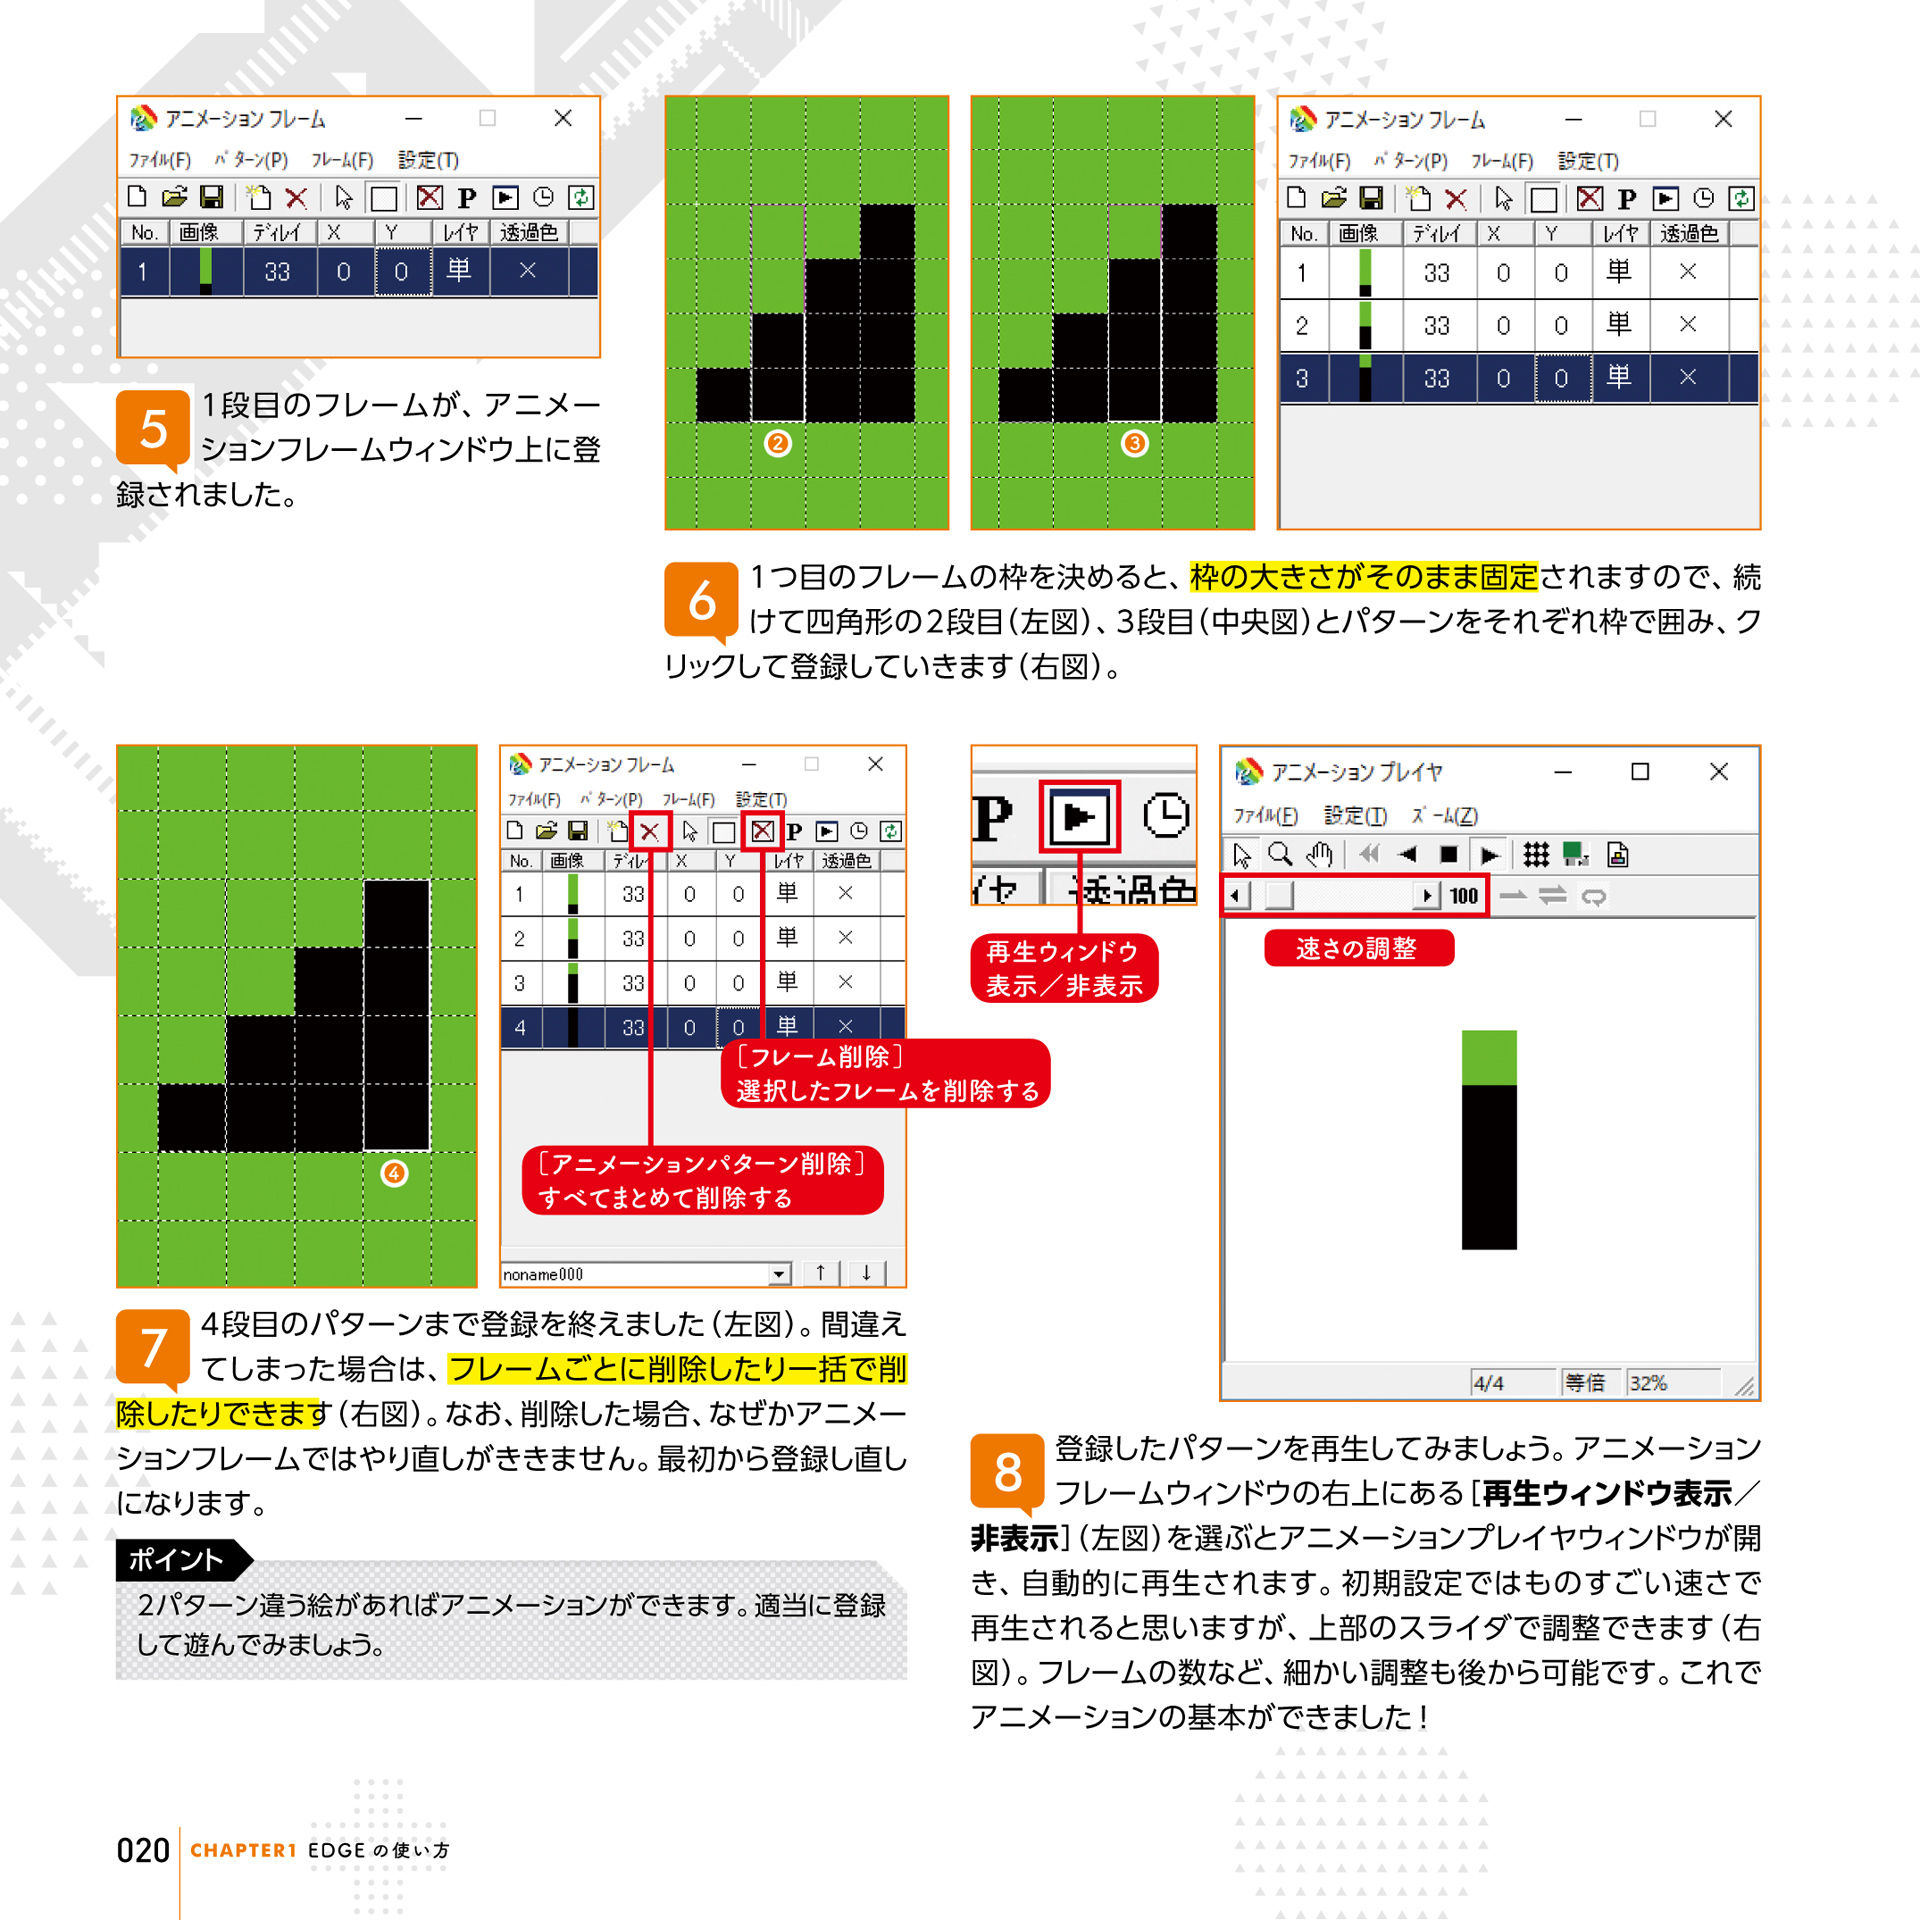 アニメーション フレーム
ファイル(F) パターン(P) フレーム(F) 設定(T)
P
No. 画像 ディレイ X Y レイヤ 透過色
1 33 0 0 単 ×
5 1段目のフレームが、アニメー
ションフレームウィンドウ上に登
録されました。
2
3
アニメーション フレーム
ファイル(F) パターン(P) フレーム(F) 設定(T)
P
No. 画像 ディレイ X Y レイヤ 透過色
1 33 0 0 単 ×
2 33 0 0 単 ×
3 33 0 0 単 ×
6 1つ目のフレームの枠を決めると、枠の大きさがそのまま固定されますので、続
けて四角形の2段目（左図）、3段目（中央図）とパターンをそれぞれ枠で囲み、ク
リックして登録していきます（右図）。
4
アニメーション フレーム
ファイル(F) パターン(P) フレーム(F) 設定(T)
P
No. 画像 ディレイ X Y レイヤ 透過色
1 33 0 0 単 ×
2 33 0 0 単 ×
3 33 0 0 単 ×
4 33 0 0 単 ×
［フレーム削除］
選択したフレームを削除する
［アニメーションパターン削除］
すべてまとめて削除する
noname000 ↑ ↓
7 4段目のパターンまで登録を終えました（左図）。間違え
てしまった場合は、フレームごとに削除したり一括で削
除したりできます（右図）。なお、削除した場合、なぜかアニメー
ションフレームではやり直しがききません。最初から登録し直し
になります。
ポイント
2パターン違う絵があればアニメーションができます。適当に登録
して遊んでみましょう。
P
イヤ 透過色
再生ウィンドウ
表示／非表示
アニメーション プレイヤ
ファイル(F) 設定(T) ズーム(Z)
100
速さの調整
4/4 等倍 32%
8 登録したパターンを再生してみましょう。アニメーション
フレームウィンドウの右上にある［再生ウィンドウ表示／
非表示］（左図）を選ぶとアニメーションプレイヤウィンドウが開
き、自動的に再生されます。初期設定ではものすごい速さで
再生されると思いますが、上部のスライダで調整できます（右
図）。フレームの数など、細かい調整も後から可能です。これで
アニメーションの基本ができました！
020 CHAPTER1 EDGEの使い方